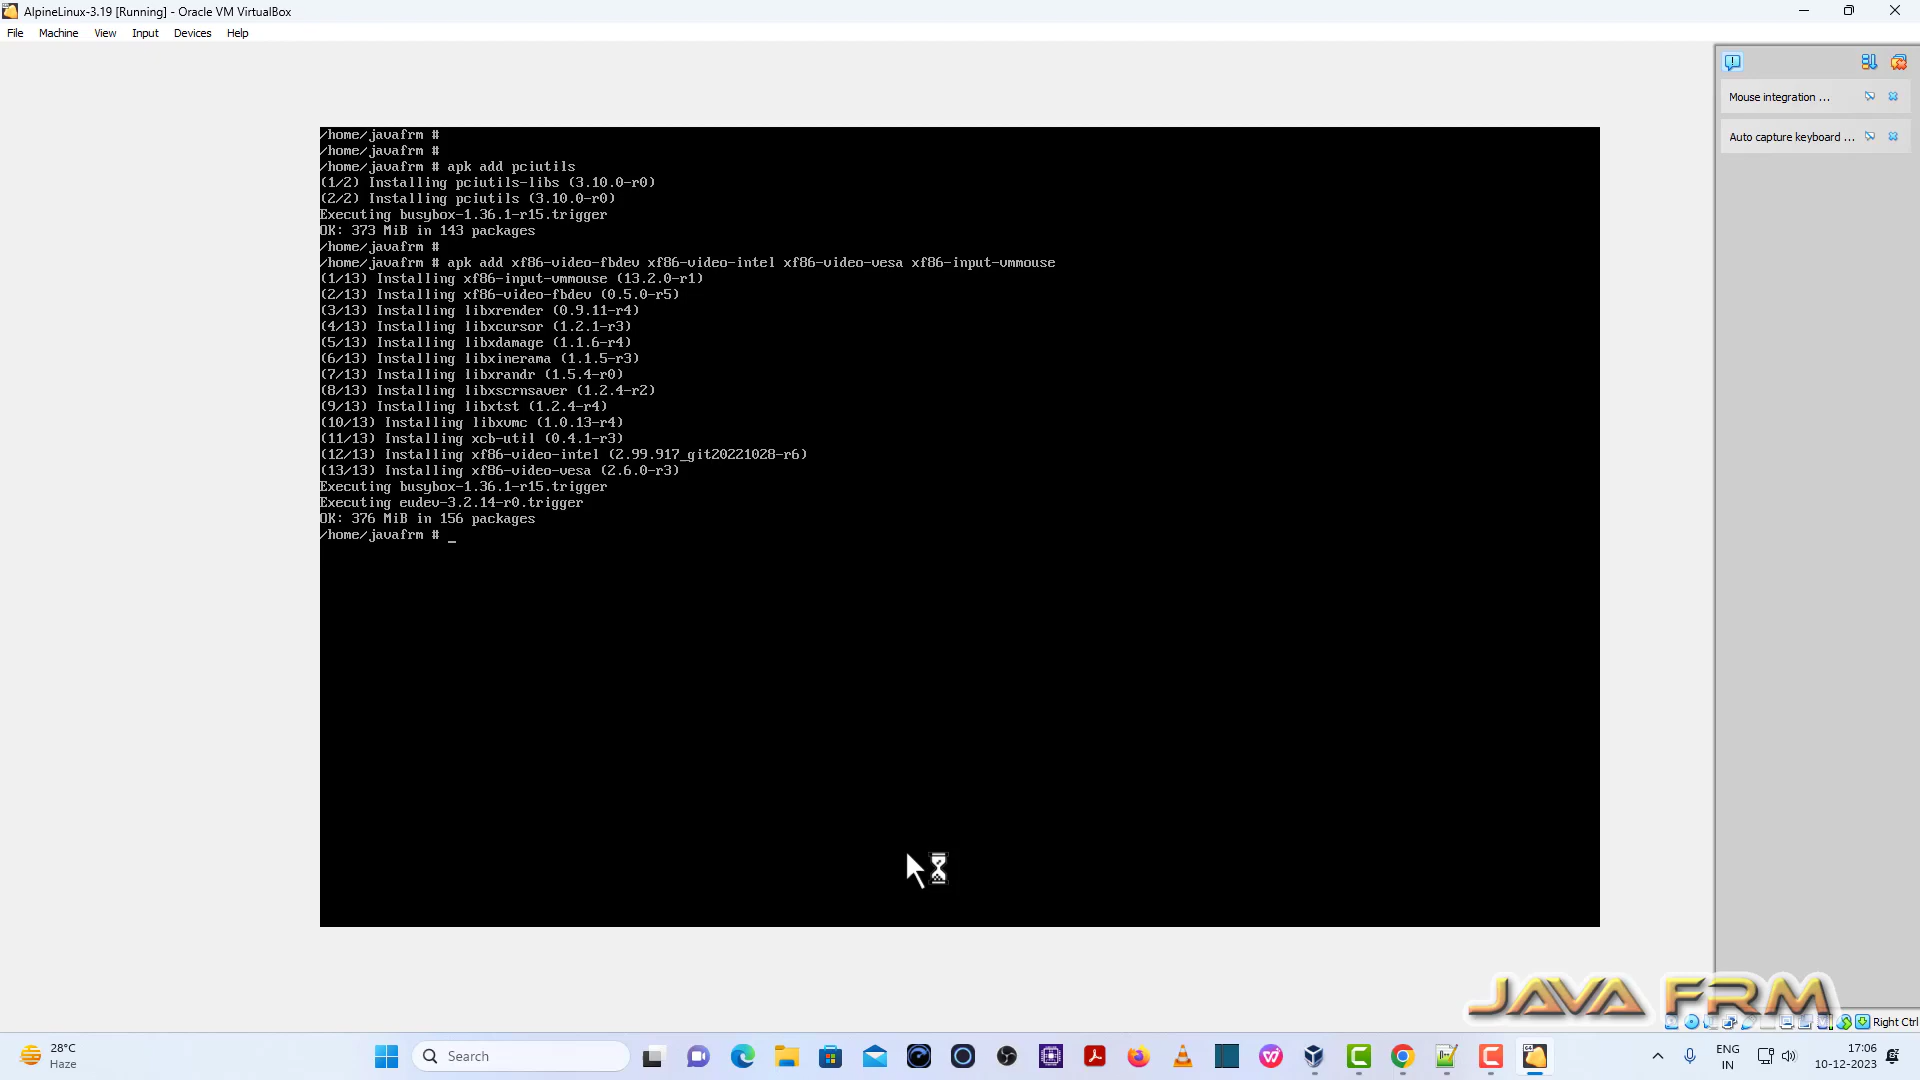 AlpineLinux-3.19 [Running] - Oracle VM VirtualBox
File Machine View Input Devices Help
Mouse integration ...
Auto capture keyboard ...
/home/javafrm #
/home/javafrm #
/home/javafrm # apk add pciutils
(1/2) Installing pciutils-libs (3.10.0-r0)
(2/2) Installing pciutils (3.10.0-r0)
Executing busybox-1.36.1-r15.trigger
OK: 373 MiB in 143 packages
/home/javafrm #
/home/javafrm # apk add xf86-video-fbdev xf86-video-intel xf86-video-vesa xf86-input-vmmouse
(1/13) Installing xf86-input-vmmouse (13.2.0-r1)
(2/13) Installing xf86-video-fbdev (0.5.0-r5)
(3/13) Installing libxrender (0.9.11-r4)
(4/13) Installing libxcursor (1.2.1-r3)
(5/13) Installing libxdamage (1.1.6-r4)
(6/13) Installing libxinerama (1.1.5-r3)
(7/13) Installing libxrandr (1.5.4-r0)
(8/13) Installing libxscrnsaver (1.2.4-r2)
(9/13) Installing libxtst (1.2.4-r4)
(10/13) Installing libxvmc (1.0.13-r4)
(11/13) Installing xcb-util (0.4.1-r3)
(12/13) Installing xf86-video-intel (2.99.917_git20221028-r6)
(13/13) Installing xf86-video-vesa (2.6.0-r3)
Executing busybox-1.36.1-r15.trigger
Executing eudev-3.2.14-r0.trigger
OK: 376 MiB in 156 packages
/home/javafrm # _
JAVA FRM
Right Ctrl
28°C
Haze
Search
ENG
IN
17:06
10-12-2023